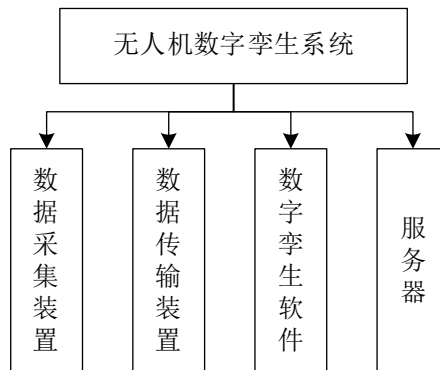 无人机数字孪生系统
数据采集装置
数据传输装置
数字孪生软件
服务器